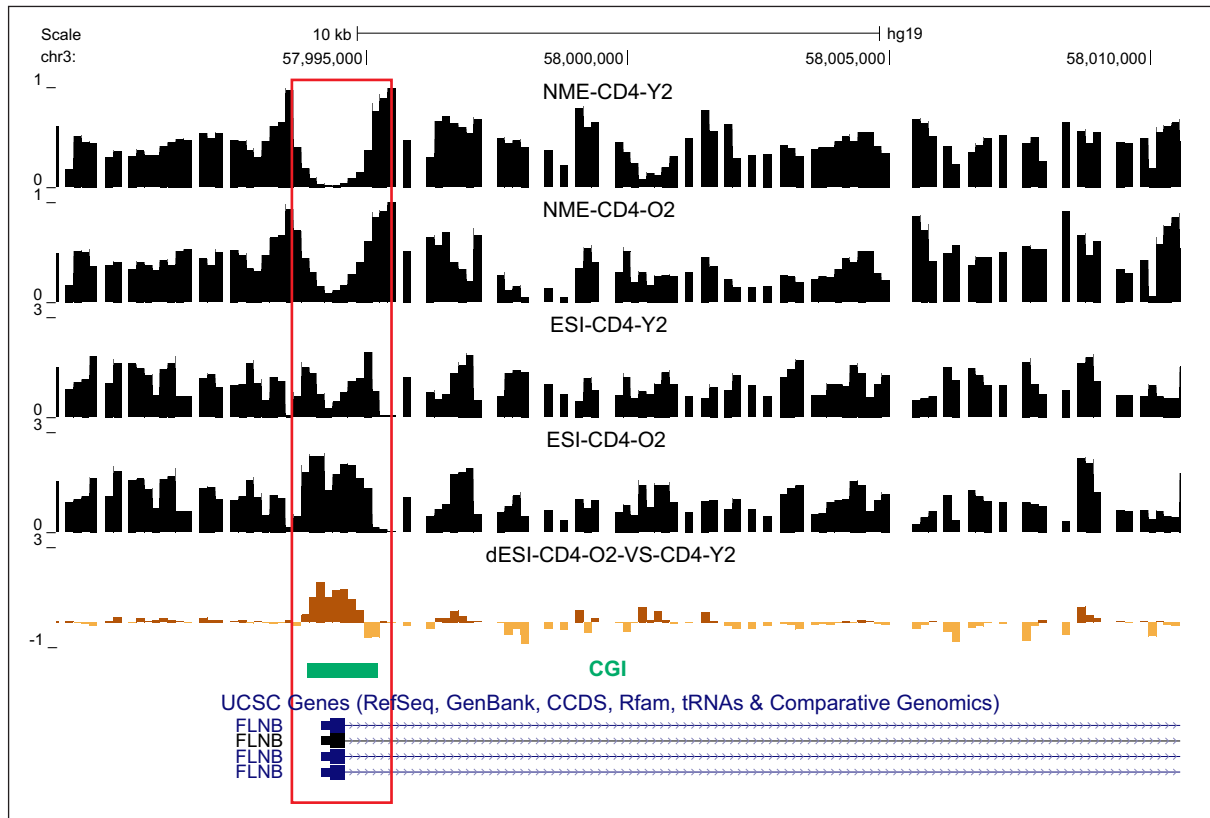 Scale 10 kb hg19
chr3: 57,995,000 58,000,000 58,005,000 58,010,000
1 _
NME-CD4-Y2
0 _
1 _
NME-CD4-O2
0 _
3 _
ESI-CD4-Y2
0 _
3 _
ESI-CD4-O2
0 _
3 _
dESI-CD4-O2-VS-CD4-Y2
-1 _
CGI
UCSC Genes (RefSeq, GenBank, CCDS, Rfam, tRNAs & Comparative Genomics)
FLNB
FLNB
FLNB
FLNB